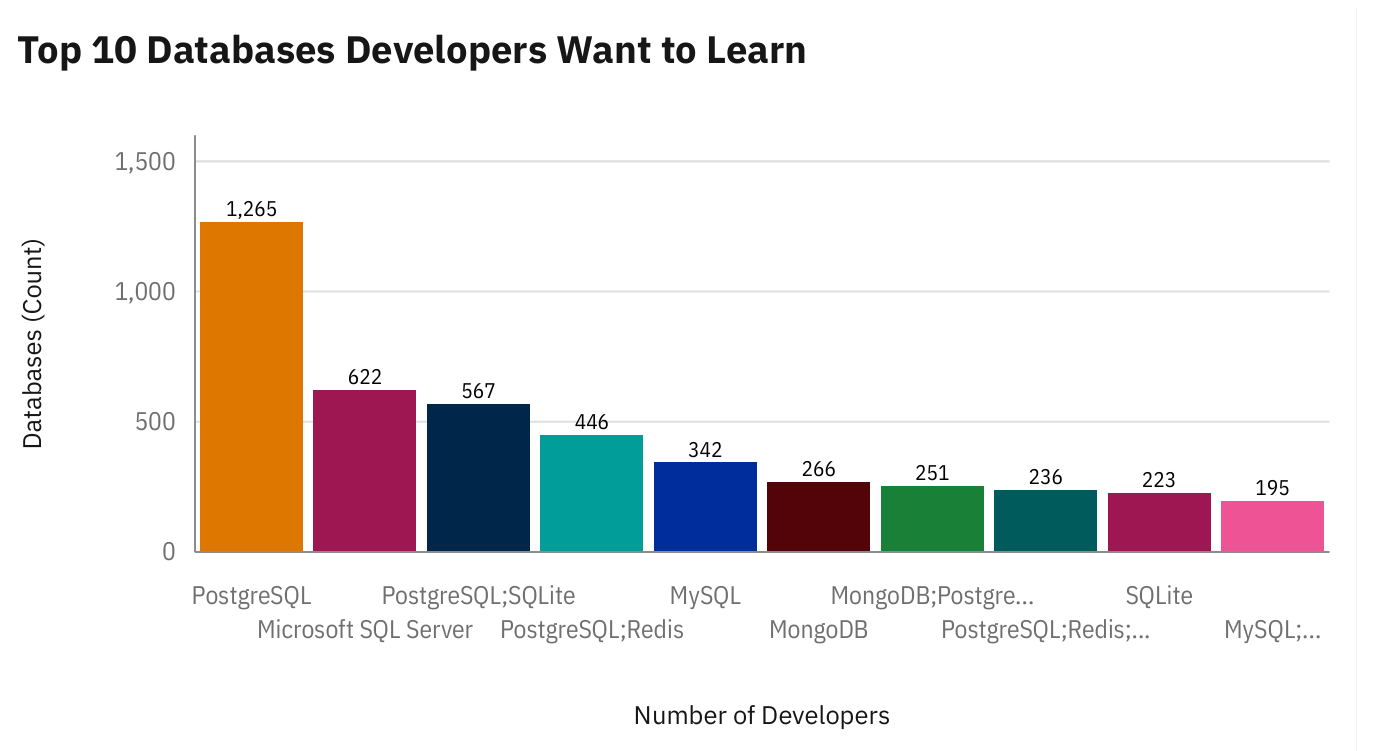 Top 10 Databases Developers Want to Learn
Databases (Count)
1,500
1,000
500
0
1,265
622
567
446
342
266
251
236
223
195
PostgreSQL
Microsoft SQL Server
PostgreSQL;SQLite
PostgreSQL;Redis
MySQL
MongoDB
MongoDB;Postgre...
PostgreSQL;Redis;...
SQLite
MySQL;...
Number of Developers